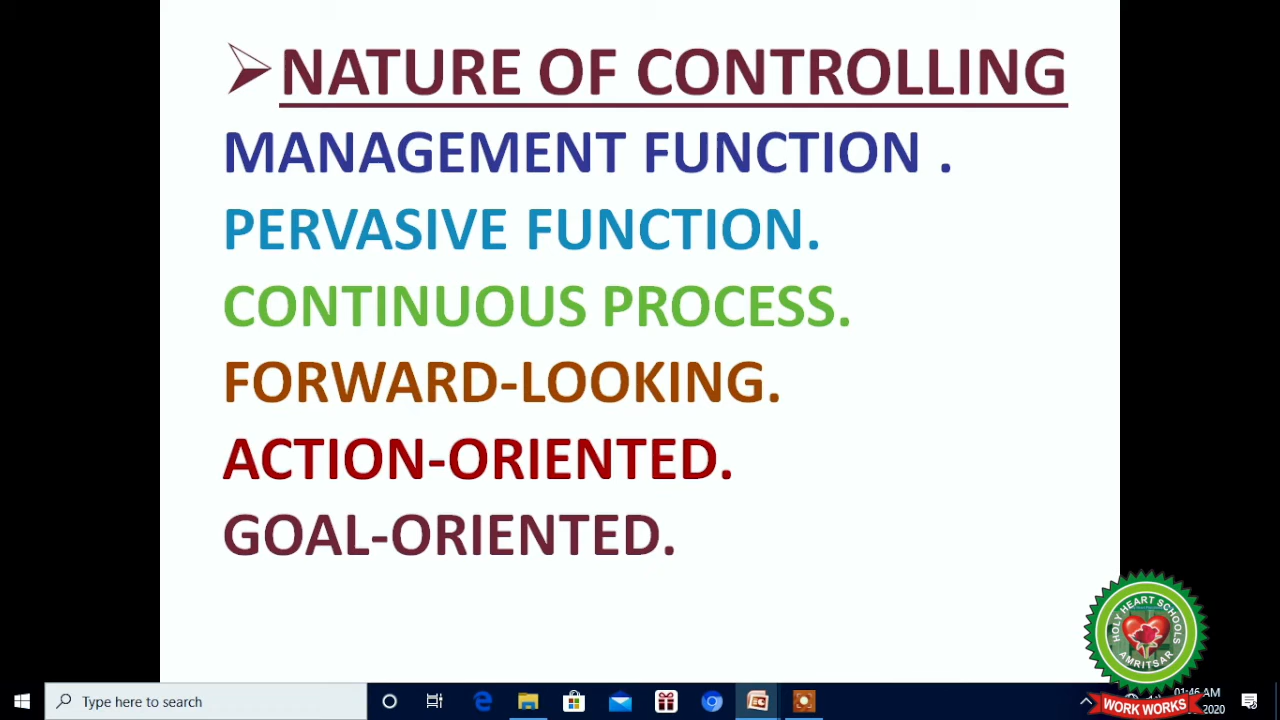 NATURE OF CONTROLLING
MANAGEMENT FUNCTION .
PERVASIVE FUNCTION.
CONTINUOUS PROCESS.
FORWARD-LOOKING.
ACTION-ORIENTED.
GOAL-ORIENTED.
HOLY HEART SCHOOLS
AMRITSAR
WORK WORKS
Type here to search
01:46 AM
2020